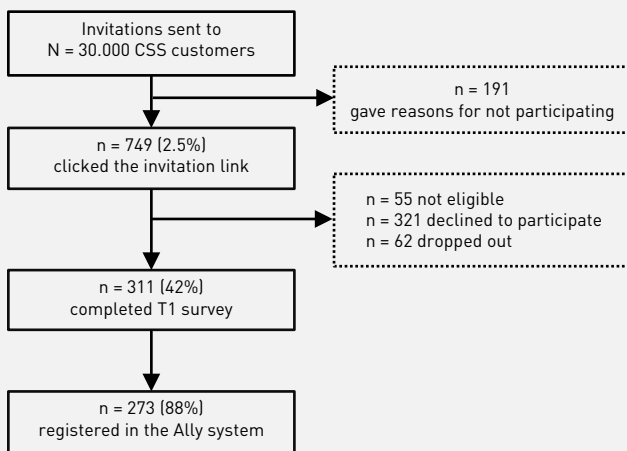 Invitations sent to
N = 30.000 CSS customers
n = 191
gave reasons for not participating
n = 749 (2.5%)
clicked the invitation link
n = 55 not eligible
n = 321 declined to participate
n = 62 dropped out
n = 311 (42%)
completed T1 survey
n = 273 (88%)
registered in the Ally system